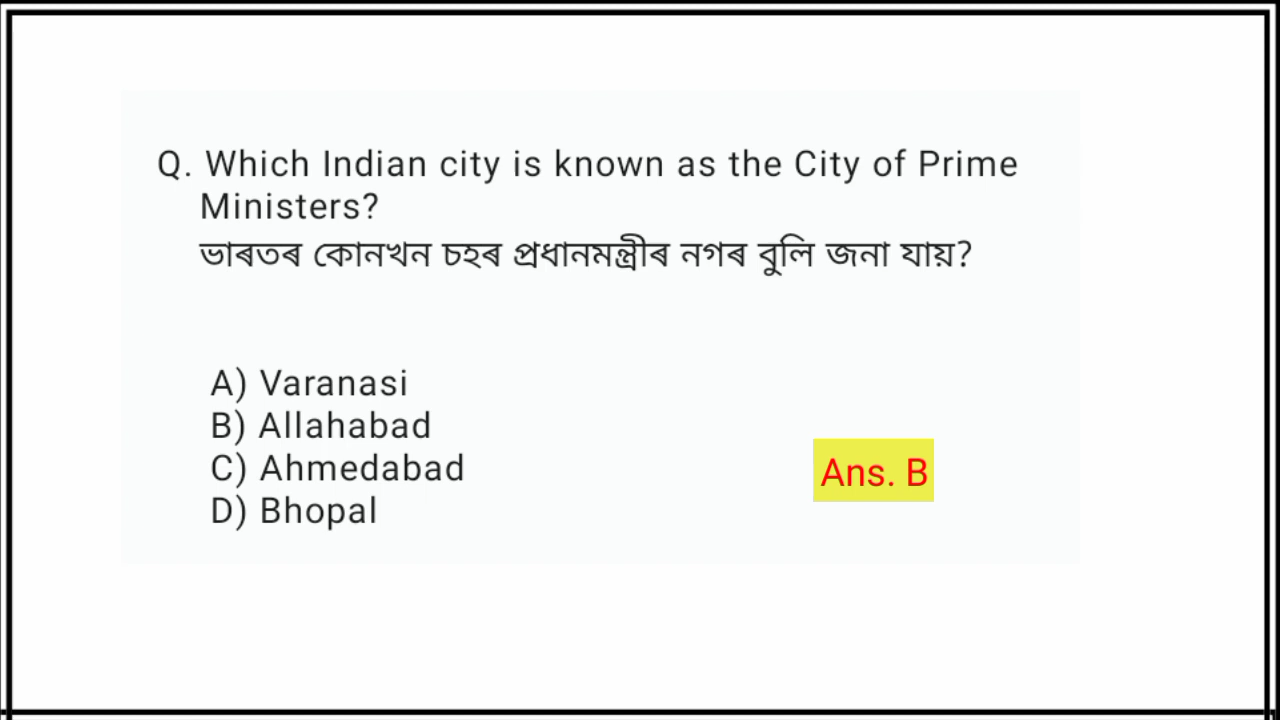 Q. Which Indian city is known as the City of Prime
Ministers?
ভাৰতৰ কোনখন চহৰ প্ৰধানমন্ত্ৰীৰ নগৰ বুলি জনা যায়?
A) Varanasi
B) Allahabad
C) Ahmedabad
D) Bhopal
Ans. B